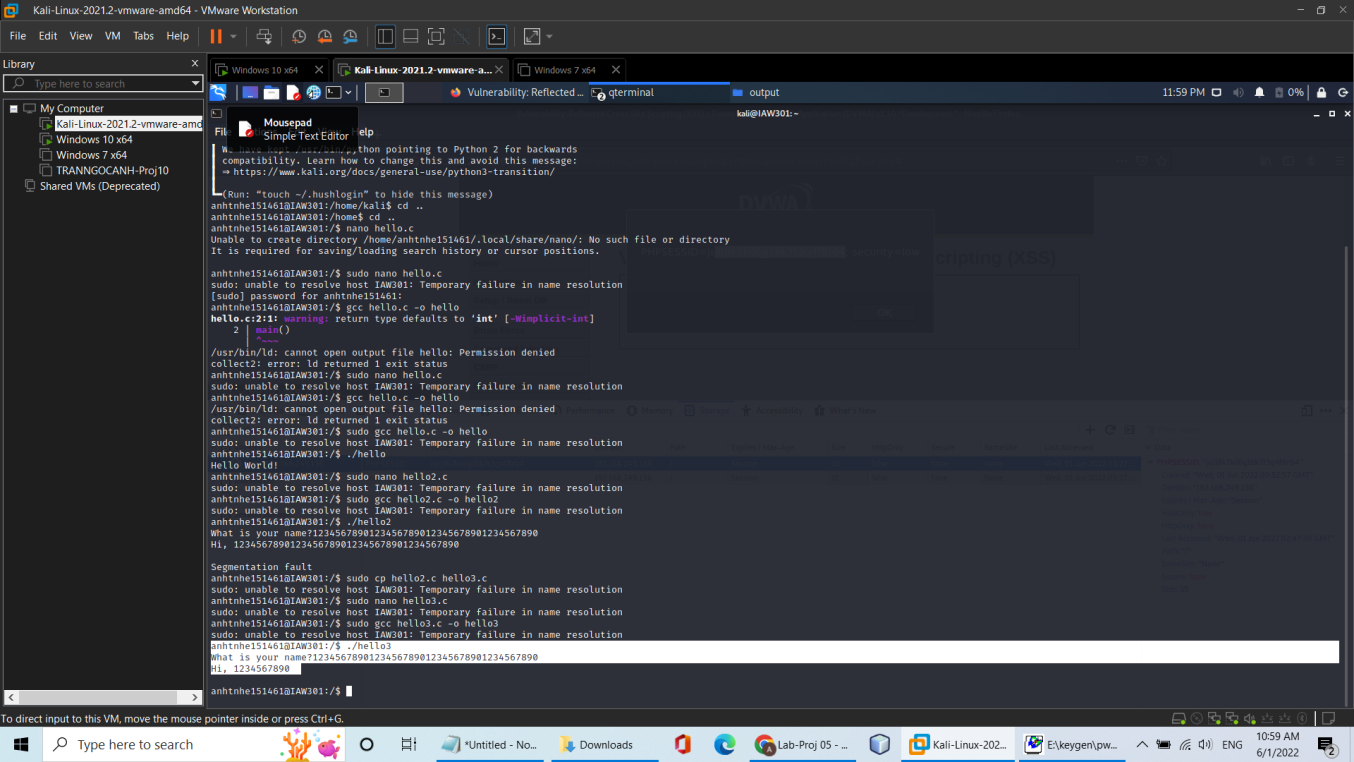 Kali-Linux-2021.2-vmware-amd64 - VMware Workstation
File Edit View VM Tabs Help
Library
Type here to search
My Computer
Kali-Linux-2021.2-vmware-amd
Windows 10 x64
Windows 7 x64
TRANNGOCANH-Proj10
Shared VMs (Deprecated)
Windows 10 x64
Kali-Linux-2021.2-vmware-a...
Windows 7 x64
Vulnerability: Reflected ...
2 qterminal
output
11:59 PM
0%
kali@IAW301: ~
Mousepad
Simple Text Editor
Help
We have kept /usr/bin/python pointing to Python 2 for backwards
compatibility. Learn how to change this and avoid this message:
⇒ https://www.kali.org/docs/general-use/python3-transition/
(Run: “touch ~/.hushlogin” to hide this message)
anhtnhe151461@IAW301:/home/kali$ cd ..
anhtnhe151461@IAW301:/home$ cd ..
anhtnhe151461@IAW301:/$ nano hello.c
Unable to create directory /home/anhtnhe151461/.local/share/nano/: No such file or directory
It is required for saving/loading search history or cursor positions.
anhtnhe151461@IAW301:/$ sudo nano hello.c
sudo: unable to resolve host IAW301: Temporary failure in name resolution
[sudo] password for anhtnhe151461:
anhtnhe151461@IAW301:/$ gcc hello.c -o hello
hello.c:2:1: warning: return type defaults to ‘int’ [-Wimplicit-int]
2 | main()
| ^~~~
/usr/bin/ld: cannot open output file hello: Permission denied
collect2: error: ld returned 1 exit status
anhtnhe151461@IAW301:/$ sudo nano hello.c
sudo: unable to resolve host IAW301: Temporary failure in name resolution
anhtnhe151461@IAW301:/$ gcc hello.c -o hello
/usr/bin/ld: cannot open output file hello: Permission denied
collect2: error: ld returned 1 exit status
anhtnhe151461@IAW301:/$ sudo gcc hello.c -o hello
sudo: unable to resolve host IAW301: Temporary failure in name resolution
anhtnhe151461@IAW301:/$ ./hello
Hello World!
anhtnhe151461@IAW301:/$ sudo nano hello2.c
sudo: unable to resolve host IAW301: Temporary failure in name resolution
anhtnhe151461@IAW301:/$ sudo gcc hello2.c -o hello2
sudo: unable to resolve host IAW301: Temporary failure in name resolution
anhtnhe151461@IAW301:/$ ./hello2
What is your name?1234567890123456789012345678901234567890
Hi, 1234567890123456789012345678901234567890
Segmentation fault
anhtnhe151461@IAW301:/$ sudo cp hello2.c hello3.c
sudo: unable to resolve host IAW301: Temporary failure in name resolution
anhtnhe151461@IAW301:/$ sudo nano hello3.c
sudo: unable to resolve host IAW301: Temporary failure in name resolution
anhtnhe151461@IAW301:/$ sudo gcc hello3.c -o hello3
sudo: unable to resolve host IAW301: Temporary failure in name resolution
anhtnhe151461@IAW301:/$ ./hello3
What is your name?1234567890123456789012345678901234567890
Hi, 1234567890
anhtnhe151461@IAW301:/$
To direct input to this VM, move the mouse pointer inside or press Ctrl+G.
Type here to search
*Untitled - No...
Downloads
Lab-Proj 05 - ...
Kali-Linux-202...
E:\keygen\pw...
ENG
10:59 AM
6/1/2022
2